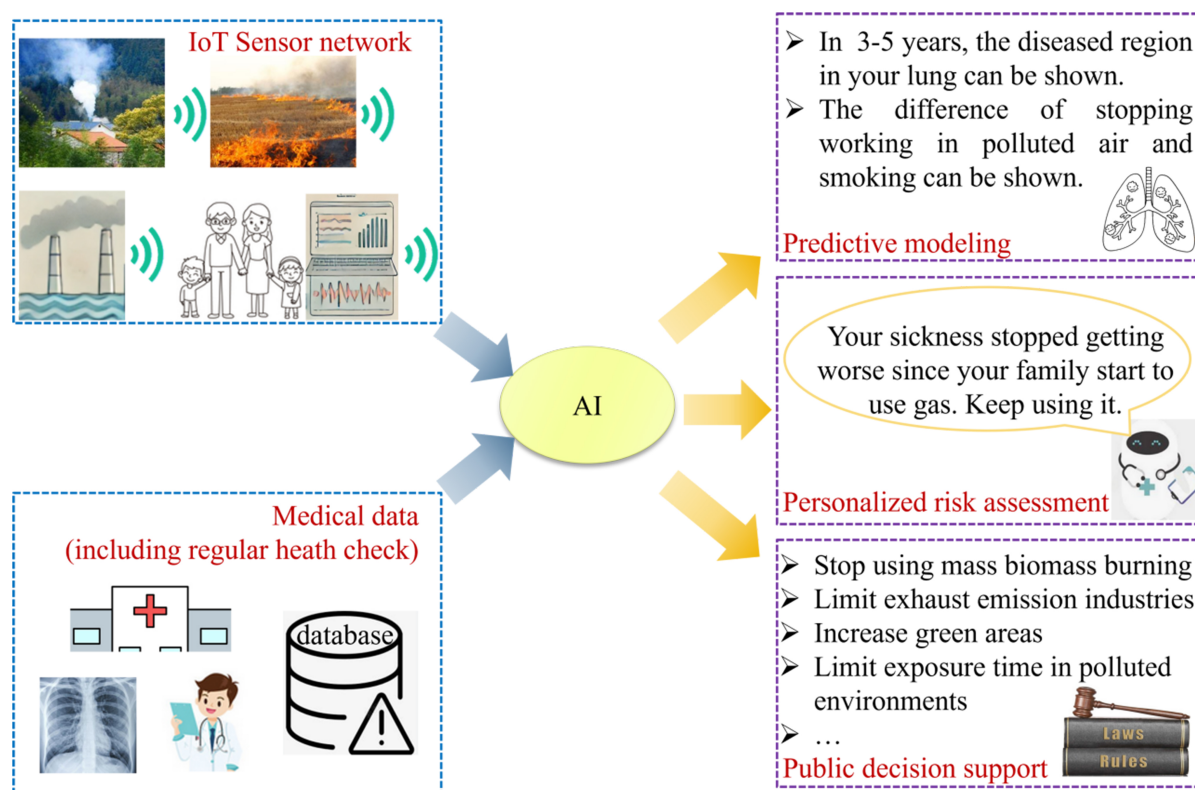 IoT Sensor network
Medical data
(including regular heath check)
database
AI
➢ In 3-5 years, the diseased region
in your lung can be shown.
➢ The difference of stopping
working in polluted air and
smoking can be shown.
Predictive modeling
Your sickness stopped getting
worse since your family start to
use gas. Keep using it.
Personalized risk assessment
➢ Stop using mass biomass burning
➢ Limit exhaust emission industries
➢ Increase green areas
➢ Limit exposure time in polluted
environments
➢ …
Laws
Rules
Public decision support